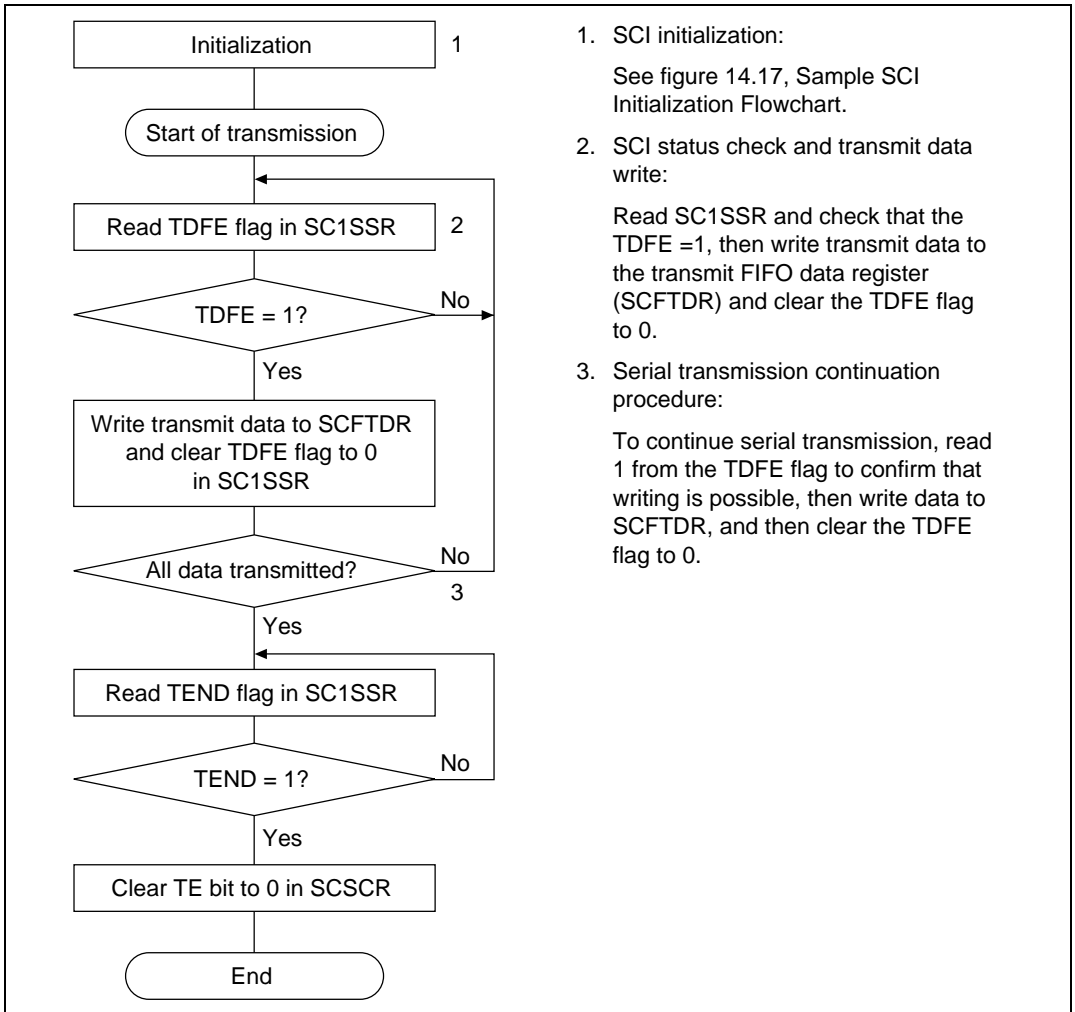 Initialization
1
Start of transmission
Read TDFE flag in SC1SSR
2
TDFE = 1?
No
Yes
Write transmit data to SCFTDR
and clear TDFE flag to 0
in SC1SSR
All data transmitted?
No
3
Yes
Read TEND flag in SC1SSR
TEND = 1?
No
Yes
Clear TE bit to 0 in SCSCR
End
1. SCI initialization:
See figure 14.17, Sample SCI
Initialization Flowchart.
2. SCI status check and transmit data
write:
Read SC1SSR and check that the
TDFE =1, then write transmit data to
the transmit FIFO data register
(SCFTDR) and clear the TDFE flag
to 0.
3. Serial transmission continuation
procedure:
To continue serial transmission, read
1 from the TDFE flag to confirm that
writing is possible, then write data to
SCFTDR, and then clear the TDFE
flag to 0.